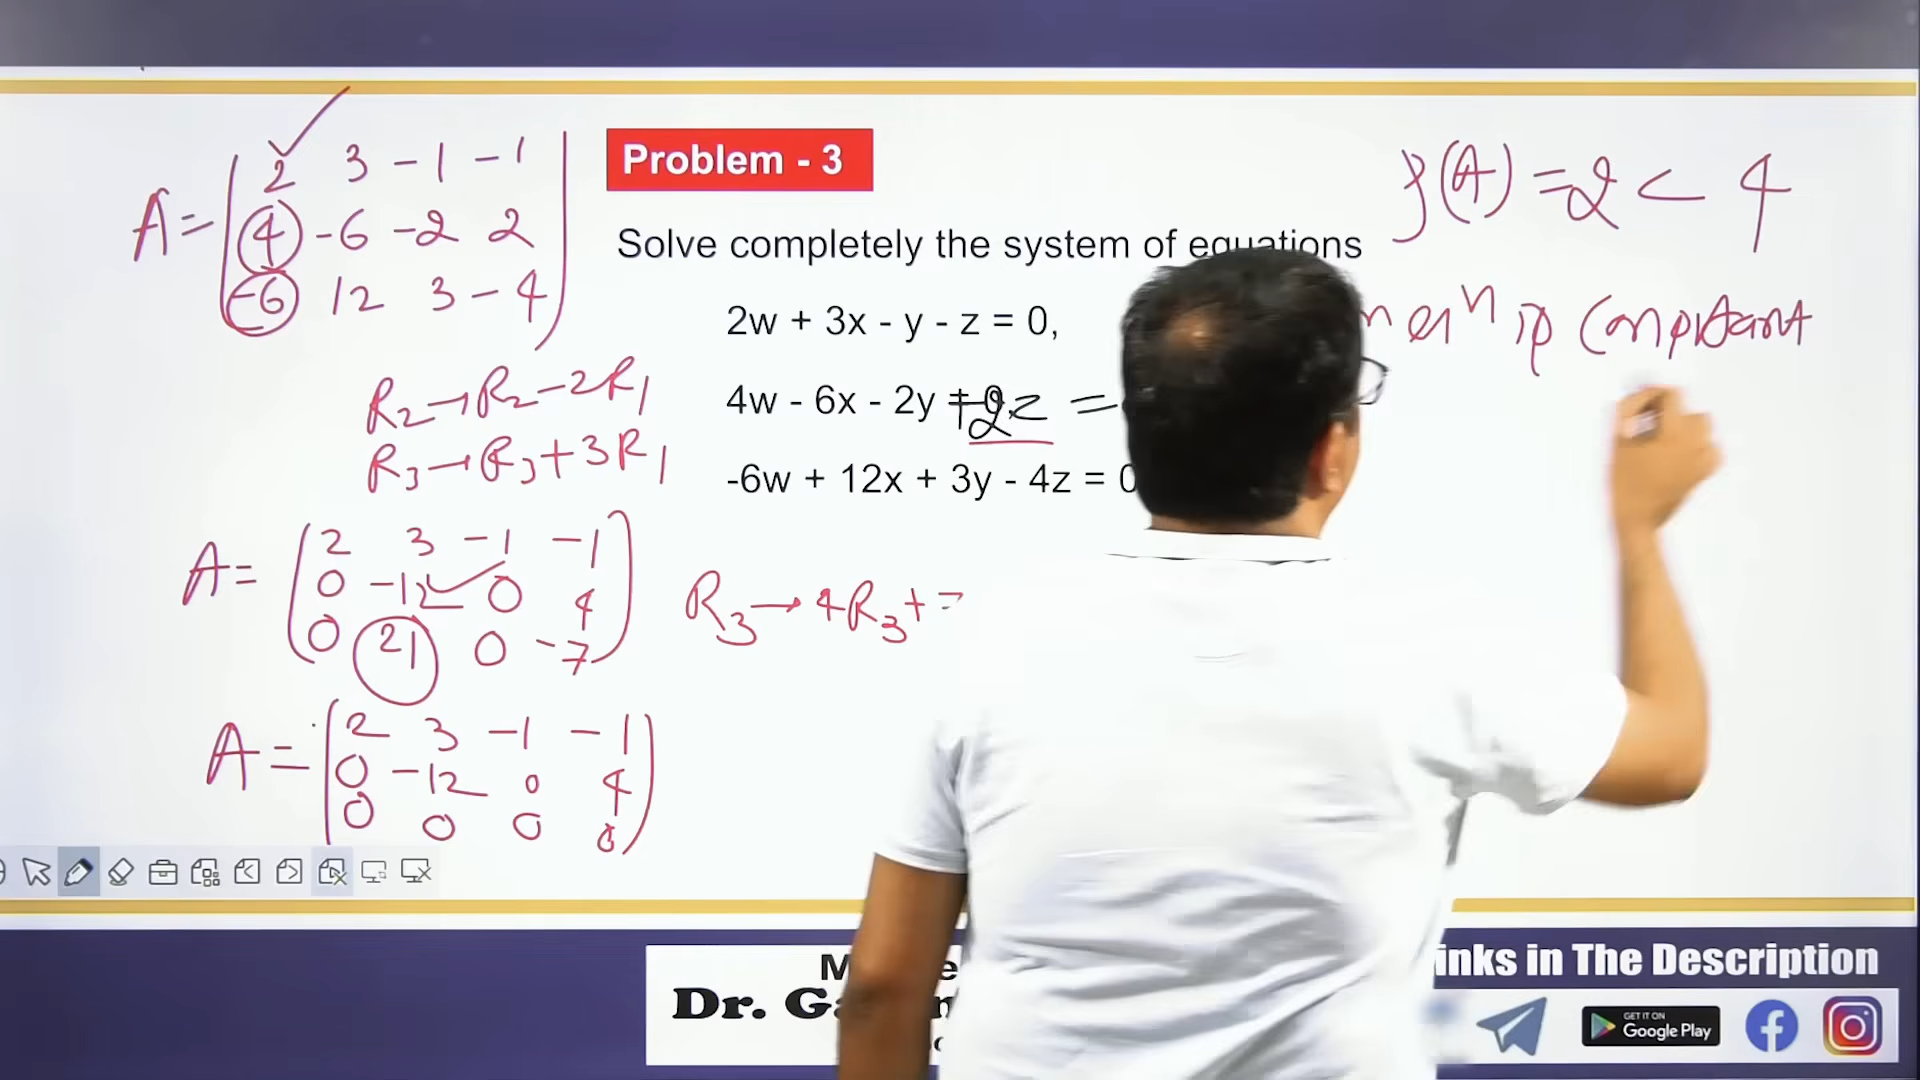 A = 2 3 -1 -1
4 -6 -2 2
-6 12 3 -4
R2 → R2 - 2R1
R3 → R3 + 3R1
A = 2 3 -1 -1
0 -12 0 4
0 21 0 -7
R3 → 4R3 +
A = 2 3 -1 -1
0 -12 0 4
0 0 0 0
Problem - 3
Solve completely the system of equations
2w + 3x - y - z = 0,
4w - 6x - 2y + 2z =
-6w + 12x + 3y - 4z = 0
ρ(A) = 2 < 4
Dr. G
inks in The Description
GET IT ON
Google Play